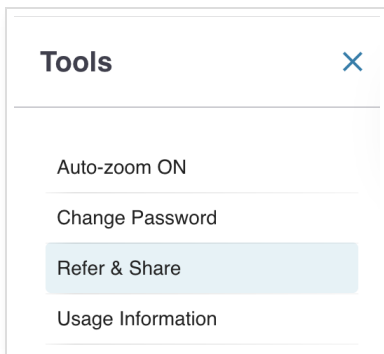 Tools
Auto-zoom ON
Change Password
Refer & Share
Usage Information